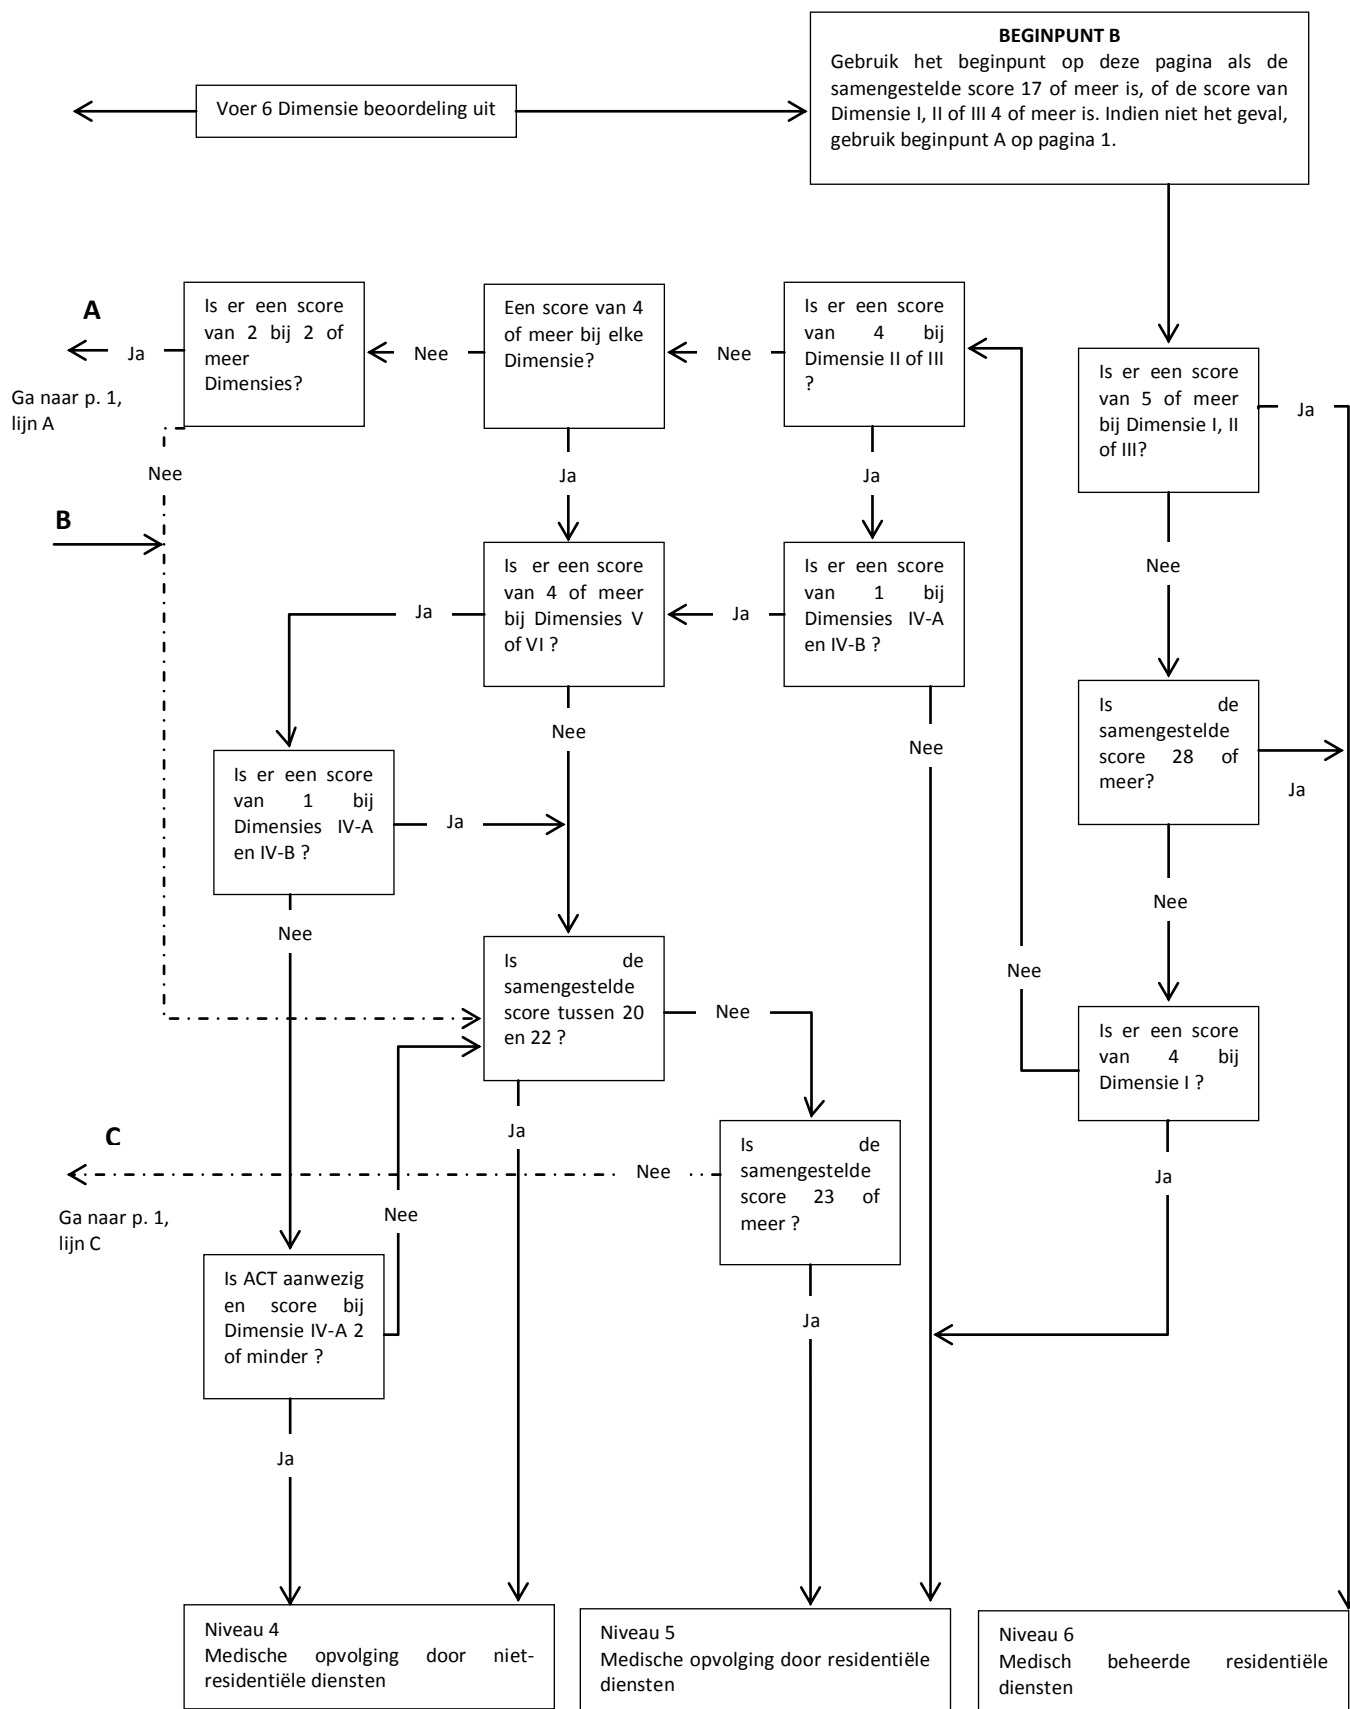 BEGINPUNT B
Gebruik het beginpunt op deze pagina als de
samengestelde score 17 of meer is, of de score van
Dimensie I, II of III 4 of meer is. Indien niet het geval,
gebruik beginpunt A op pagina 1.
Voer 6 Dimensie beoordeling uit
A
Ja
Ga naar p. 1,
lijn A
Is er een score
van 2 bij 2 of
meer
Dimensies?
Nee
Een score van 4
of meer bij elke
Dimensie?
Nee
Is er een score
van 4 bij
Dimensie II of III
?
Is er een score
van 5 of meer
bij Dimensie I, II
of III?
Ja
Nee
Ja
Ja
B
Nee
Is er een score
van 4 of meer
bij Dimensies V
of VI ?
Ja
Ja
Is er een score
van 1 bij
Dimensies IV-A
en IV-B ?
Nee
Nee
Is de
samengestelde
score 28 of
meer?
Ja
Is er een score
van 1 bij
Dimensies IV-A
en IV-B ?
Ja
Nee
Nee
Is de
samengestelde
score tussen 20
en 22 ?
Nee
Nee
Is er een score
van 4 bij
Dimensie I ?
C
Ja
Nee
Is de
samengestelde
score 23 of
meer ?
Ja
Ga naar p. 1,
lijn C
Nee
Is ACT aanwezig
en score bij
Dimensie IV-A 2
of minder ?
Ja
Ja
Niveau 4
Medische opvolging door niet-
residentiële diensten
Niveau 5
Medische opvolging door residentiële
diensten
Niveau 6
Medisch beheerde residentiële
diensten